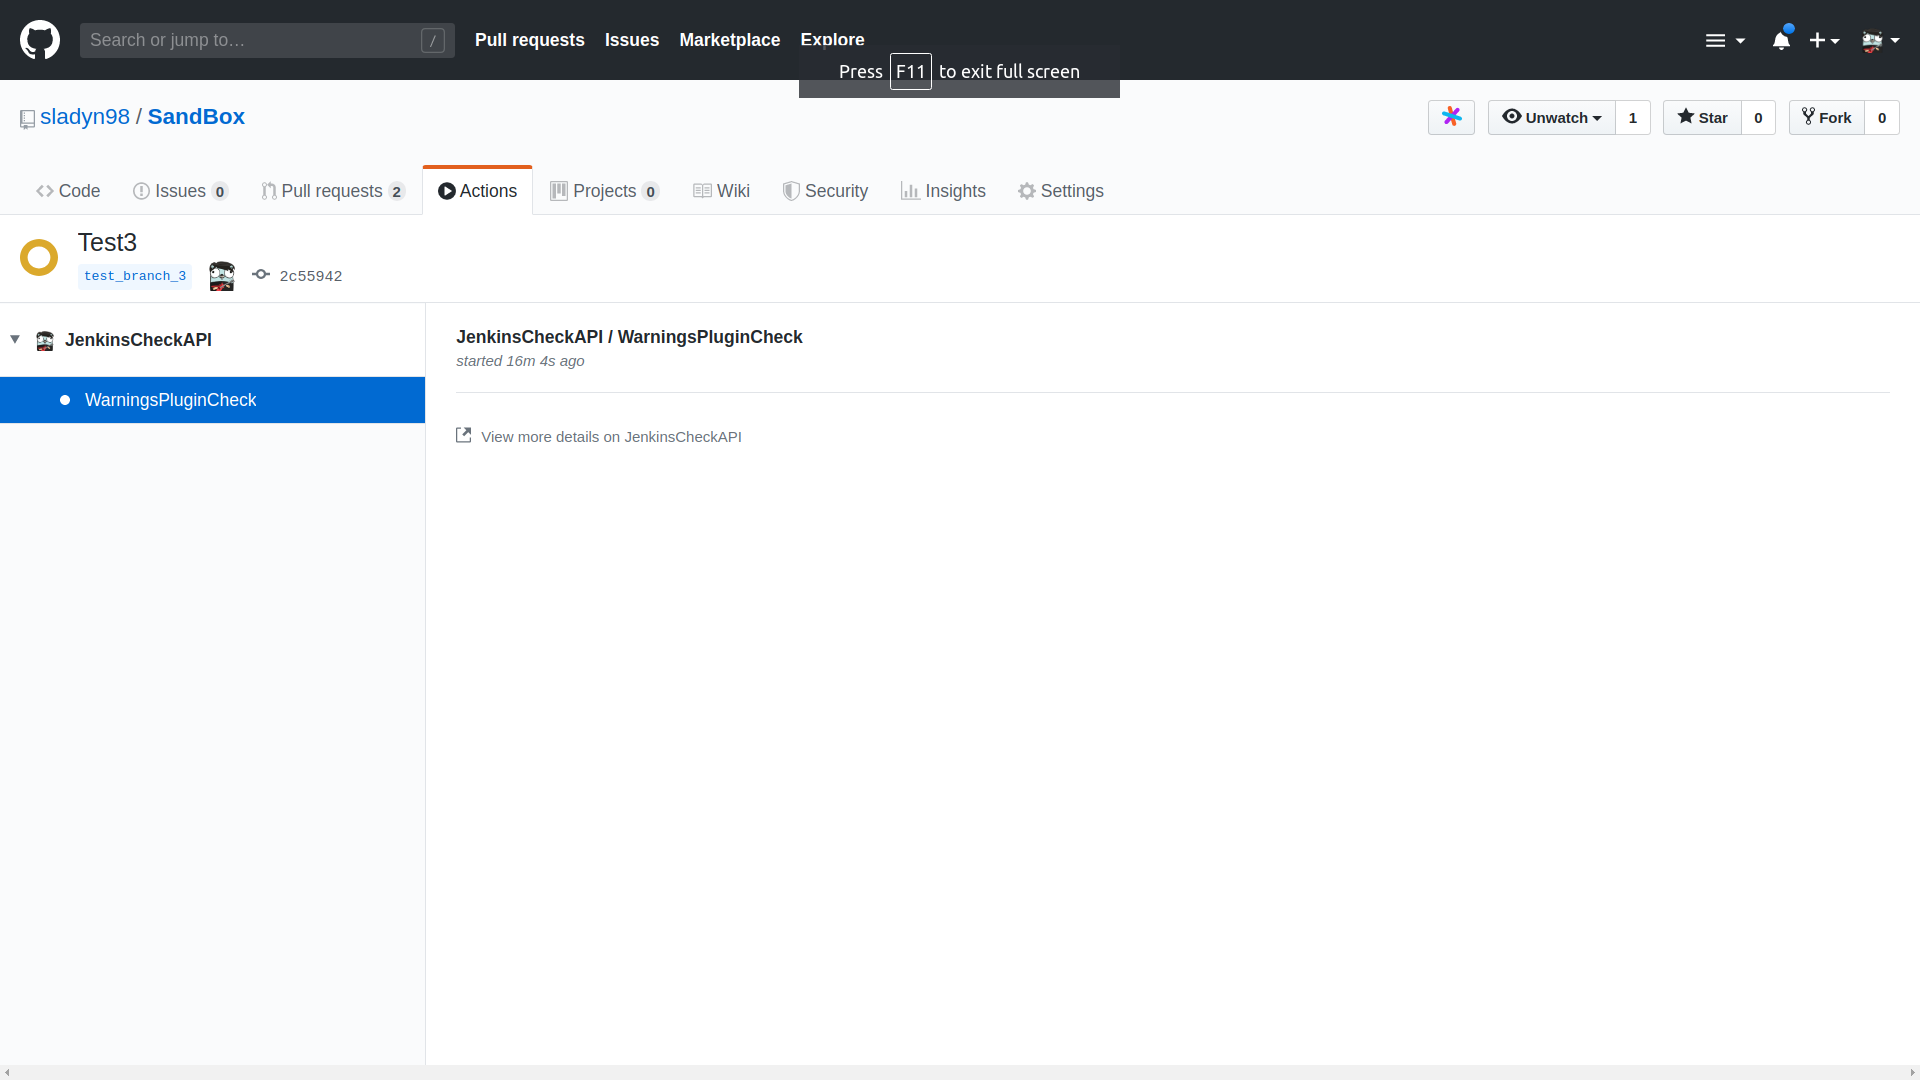 Search or jump to… /
Pull requests Issues Marketplace Explore
Press F11 to exit full screen
sladyn98 / SandBox
Unwatch 1 Star 0 Fork 0
Code Issues 0 Pull requests 2 Actions Projects 0 Wiki Security Insights Settings
Test3
test_branch_3 2c55942
JenkinsCheckAPI
WarningsPluginCheck
JenkinsCheckAPI / WarningsPluginCheck
started 16m 4s ago
View more details on JenkinsCheckAPI